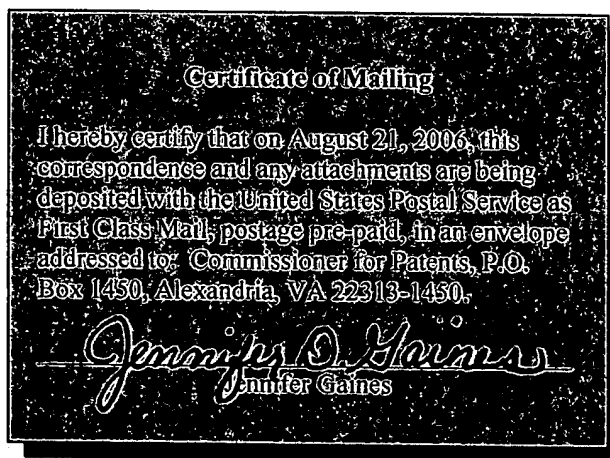 Certificate of Mailing
I hereby certify that on August 21, 2006, this
correspondence and any attachments are being
deposited with the United States Postal Service as
First Class Mail, postage pre-paid, in an envelope
addressed to: Commissioner for Patents, P.O.
Box 1450, Alexandria, VA 22313-1450.
Jennifer D. Gaines
Jennifer Gaines